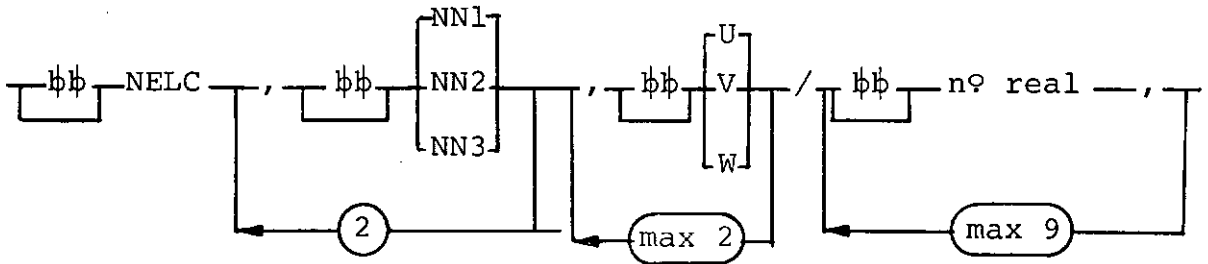 NN1
U
ƀƀ NELC , ƀƀ NN2 , ƀƀ V / ƀƀ nº real ,
NN3
W
2
max 2
max 9